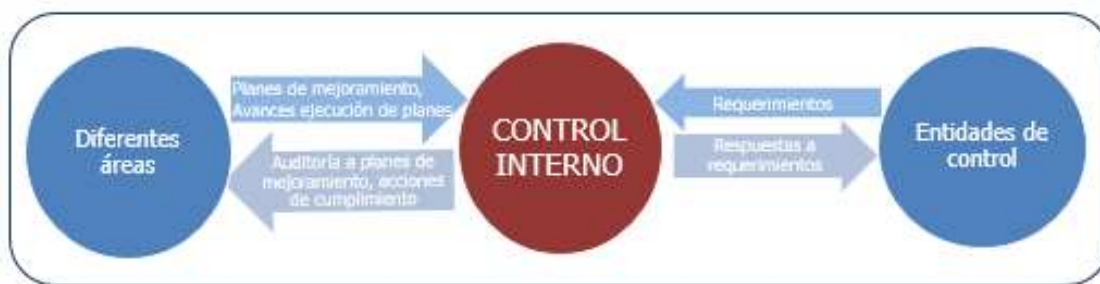 Diferentes
áreas
Planes de mejoramiento,
Avances ejecución de planes
Auditoría a planes de
mejoramiento, acciones
de cumplimiento
CONTROL
INTERNO
Requerimientos
Respuestas a
requerimientos
Entidades de
control